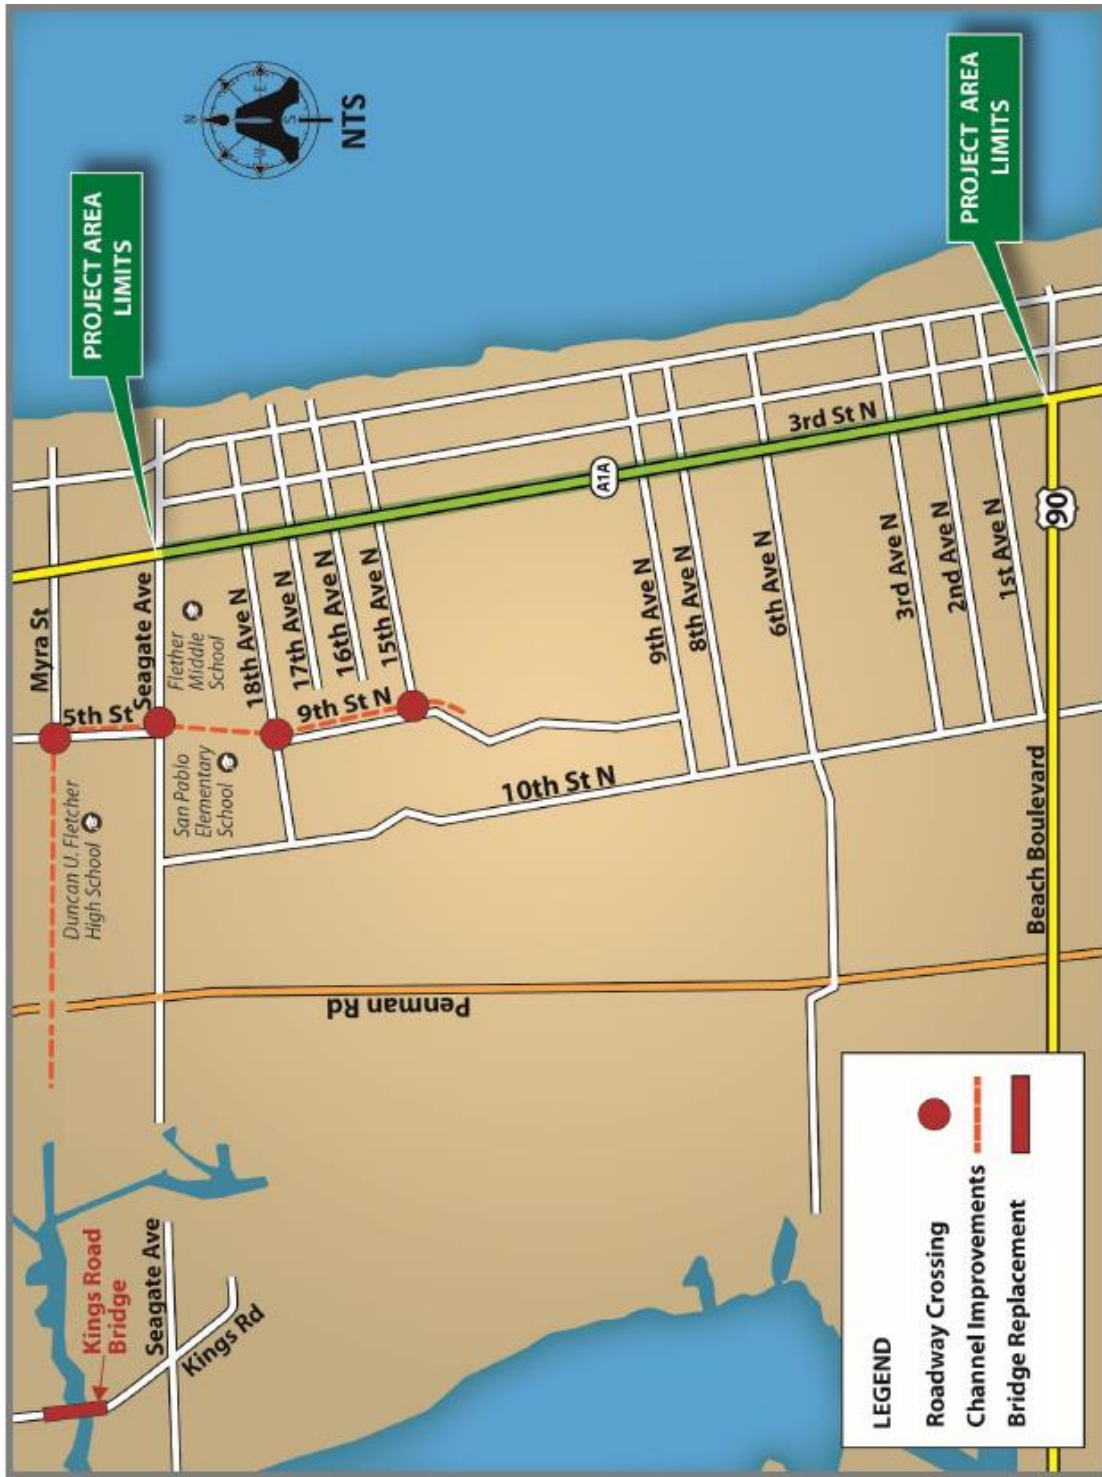 PROJECT AREA
LIMITS
PROJECT AREA
LIMITS
N
E
S
W
NTS
Myra St
Seagate Ave
5th St
Flether
Middle
School
San Pablo
Elementary
School
Duncan U. Fletcher
High School
18th Ave N
17th Ave N
16th Ave N
15th Ave N
9th St N
10th St N
9th Ave N
8th Ave N
6th Ave N
3rd Ave N
2nd Ave N
1st Ave N
3rd St N
A1A
90
Beach Boulevard
Penman Rd
Kings Road
Bridge
Seagate Ave
Kings Rd
LEGEND
Roadway Crossing
Channel Improvements
Bridge Replacement